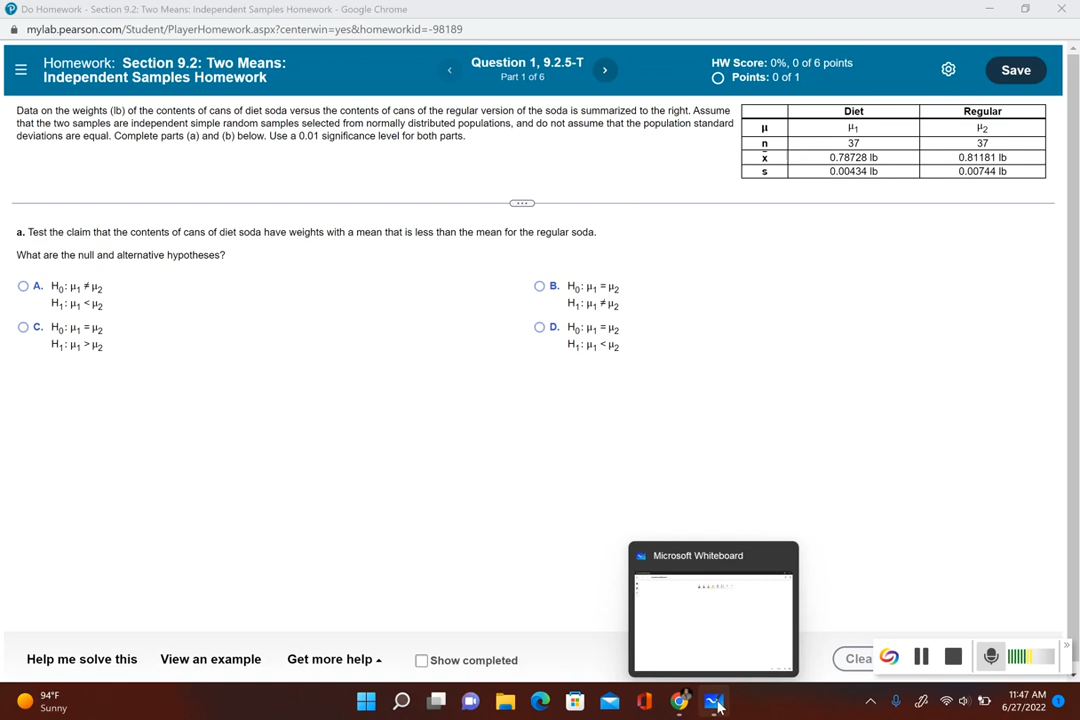 Do Homework - Section 9.2: Two Means: Independent Samples Homework - Google Chrome
mylab.pearson.com/Student/PlayerHomework.aspx?centerwin=yes&homeworkid=-98189
Homework: Section 9.2: Two Means:
Independent Samples Homework
Question 1, 9.2.5-T
Part 1 of 6
HW Score: 0%, 0 of 6 points
Points: 0 of 1
Save
Data on the weights (lb) of the contents of cans of diet soda versus the contents of cans of the regular version of the soda is summarized to the right. Assume
that the two samples are independent simple random samples selected from normally distributed populations, and do not assume that the population standard
deviations are equal. Complete parts (a) and (b) below. Use a 0.01 significance level for both parts.
Diet Regular
μ μ₁ μ₂
n 37 37
x̄ 0.78728 lb 0.81181 lb
s 0.00434 lb 0.00744 lb
a. Test the claim that the contents of cans of diet soda have weights with a mean that is less than the mean for the regular soda.
What are the null and alternative hypotheses?
A. H₀: μ₁ ≠ μ₂
H₁: μ₁ < μ₂
B. H₀: μ₁ = μ₂
H₁: μ₁ ≠ μ₂
C. H₀: μ₁ = μ₂
H₁: μ₁ > μ₂
D. H₀: μ₁ = μ₂
H₁: μ₁ < μ₂
Microsoft Whiteboard
Help me solve this
View an example
Get more help
Show completed
Clea
94°F
Sunny
11:47 AM
6/27/2022
1